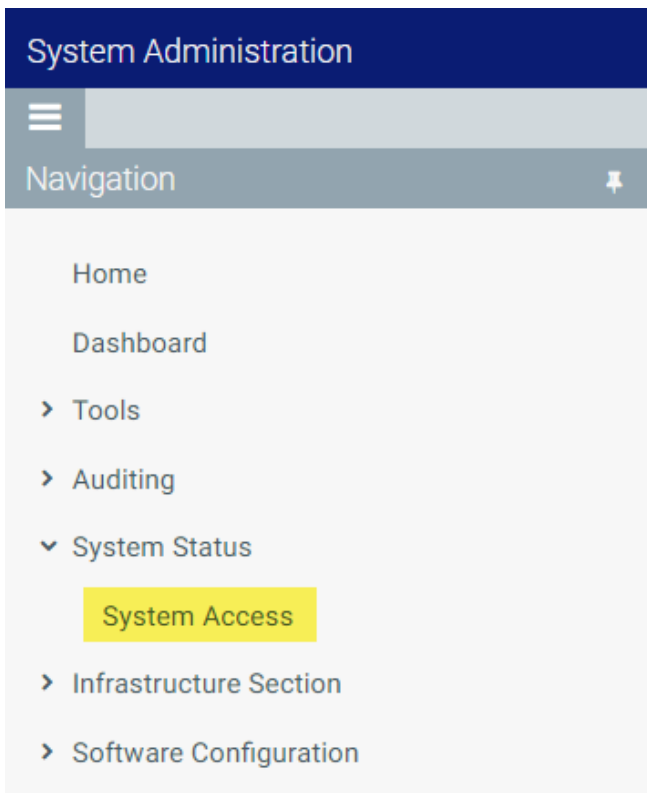 System Administration
Navigation
Home
Dashboard
Tools
Auditing
System Status
System Access
Infrastructure Section
Software Configuration